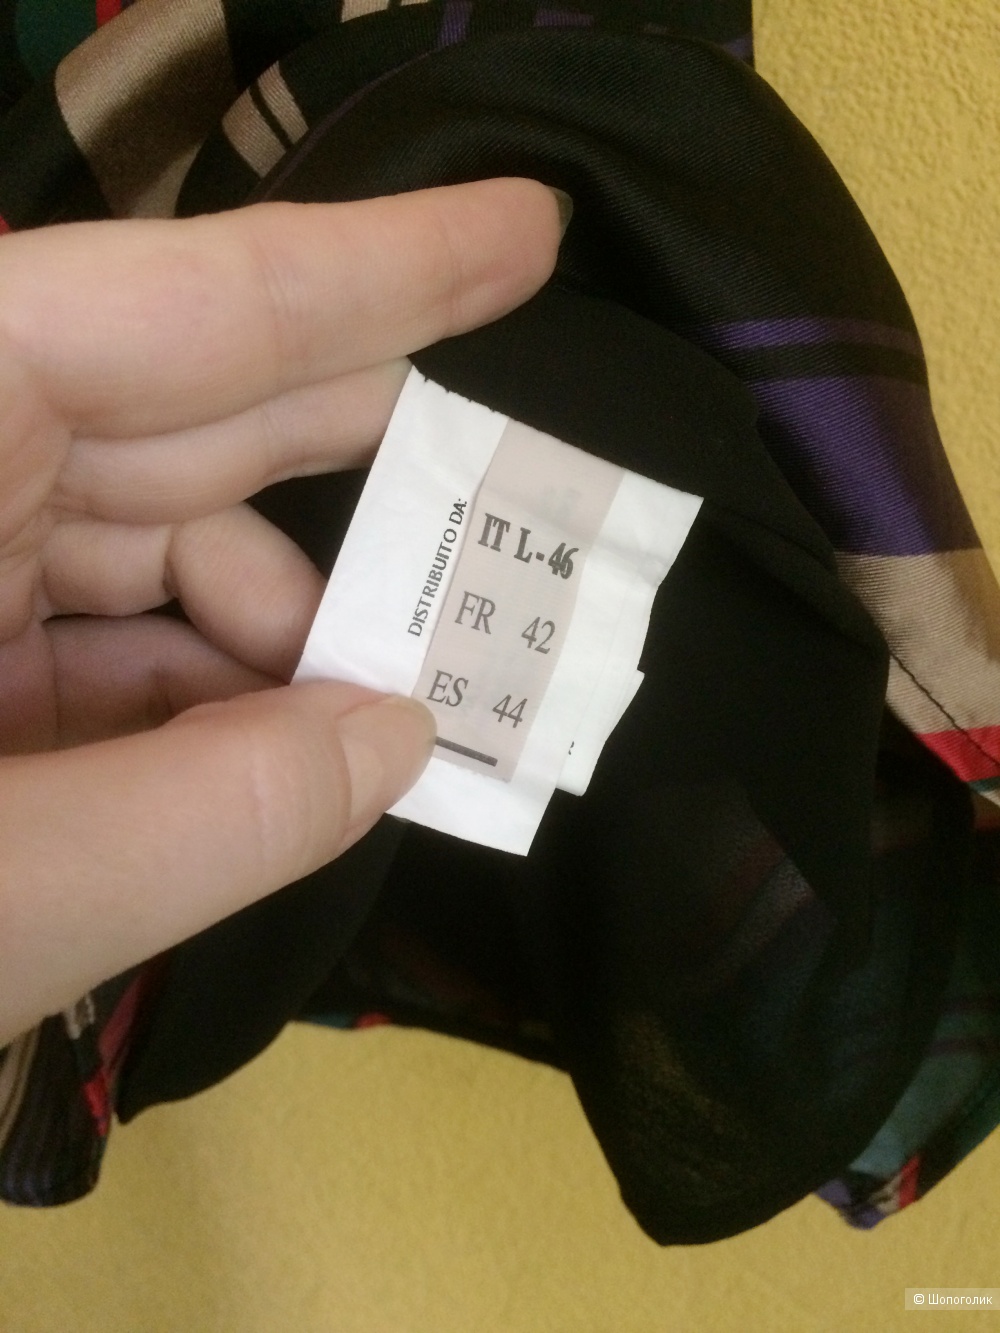 DISTRIBUITO DA:
IT L-46
FR 42
ES 44
© Шопоголик